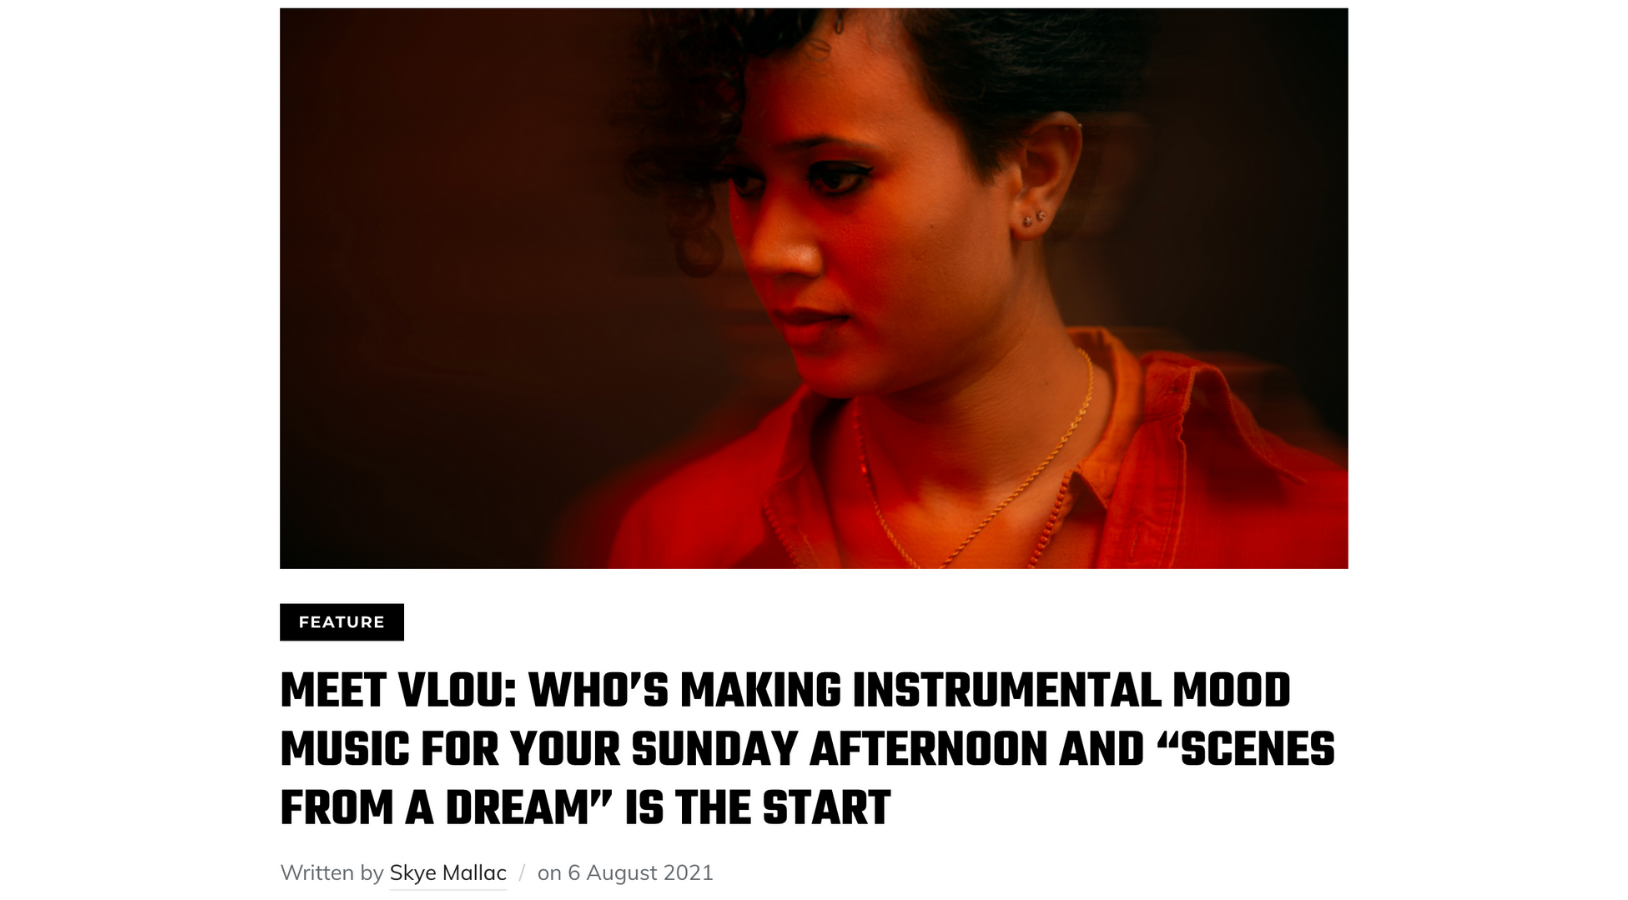 FEATURE
MEET VLOU: WHO’S MAKING INSTRUMENTAL MOOD
MUSIC FOR YOUR SUNDAY AFTERNOON AND “SCENES
FROM A DREAM” IS THE START
Written by Skye Mallac / on 6 August 2021